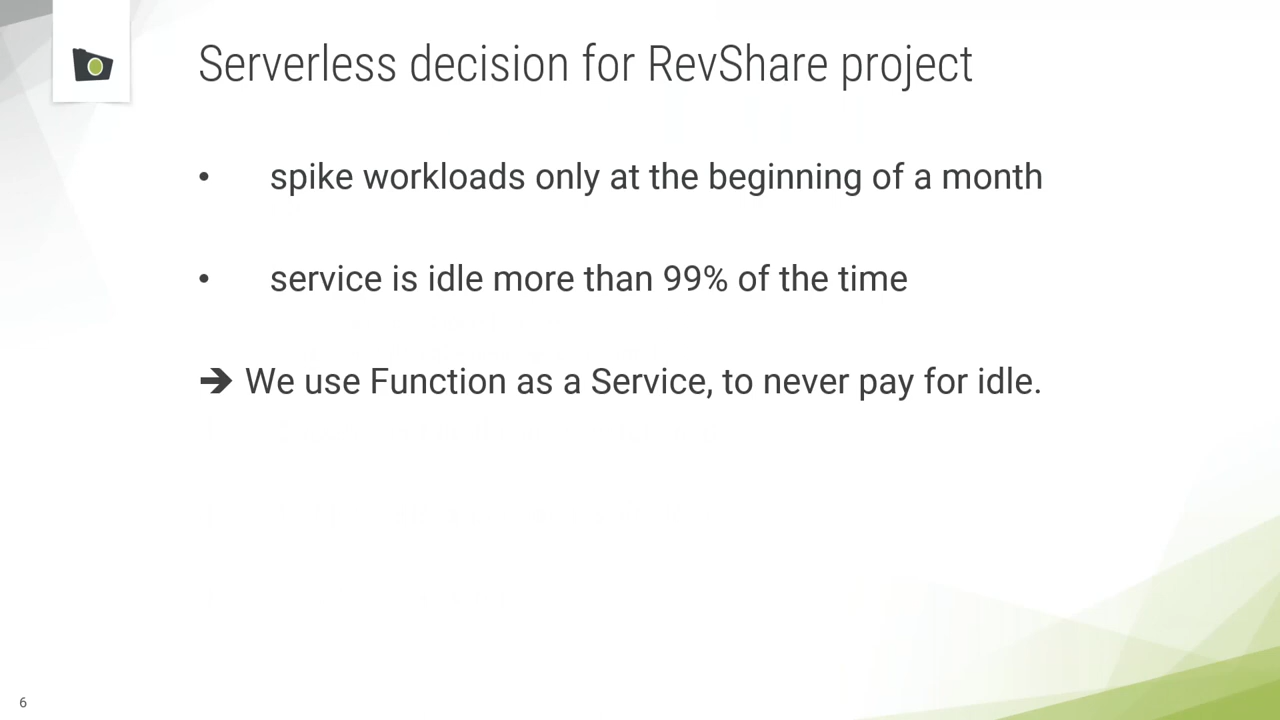 Serverless decision for RevShare project
• spike workloads only at the beginning of a month
• service is idle more than 99% of the time
➔ We use Function as a Service, to never pay for idle.
6